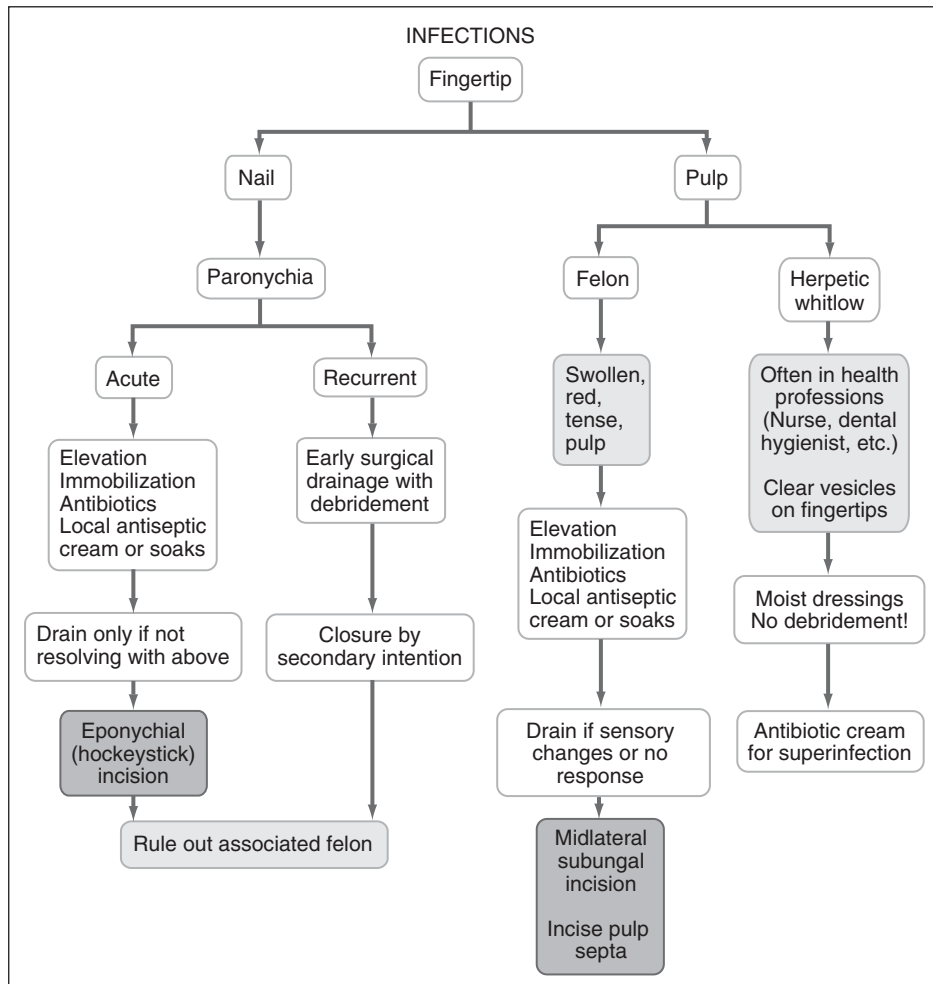 INFECTIONS
Fingertip
Nail
Pulp
Paronychia
Felon
Herpetic
whitlow
Acute
Recurrent
Swollen,
red,
tense,
pulp
Often in health
professions
(Nurse, dental
hygienist, etc.)
Clear vesicles
on fingertips
Elevation
Immobilization
Antibiotics
Local antiseptic
cream or soaks
Early surgical
drainage with
debridement
Elevation
Immobilization
Antibiotics
Local antiseptic
cream or soaks
Moist dressings
No debridement!
Drain only if not
resolving with above
Closure by
secondary intention
Drain if sensory
changes or no
response
Antibiotic cream
for superinfection
Eponychial
(hockeystick)
incision
Rule out associated felon
Midlateral
subungal
incision
Incise pulp
septa